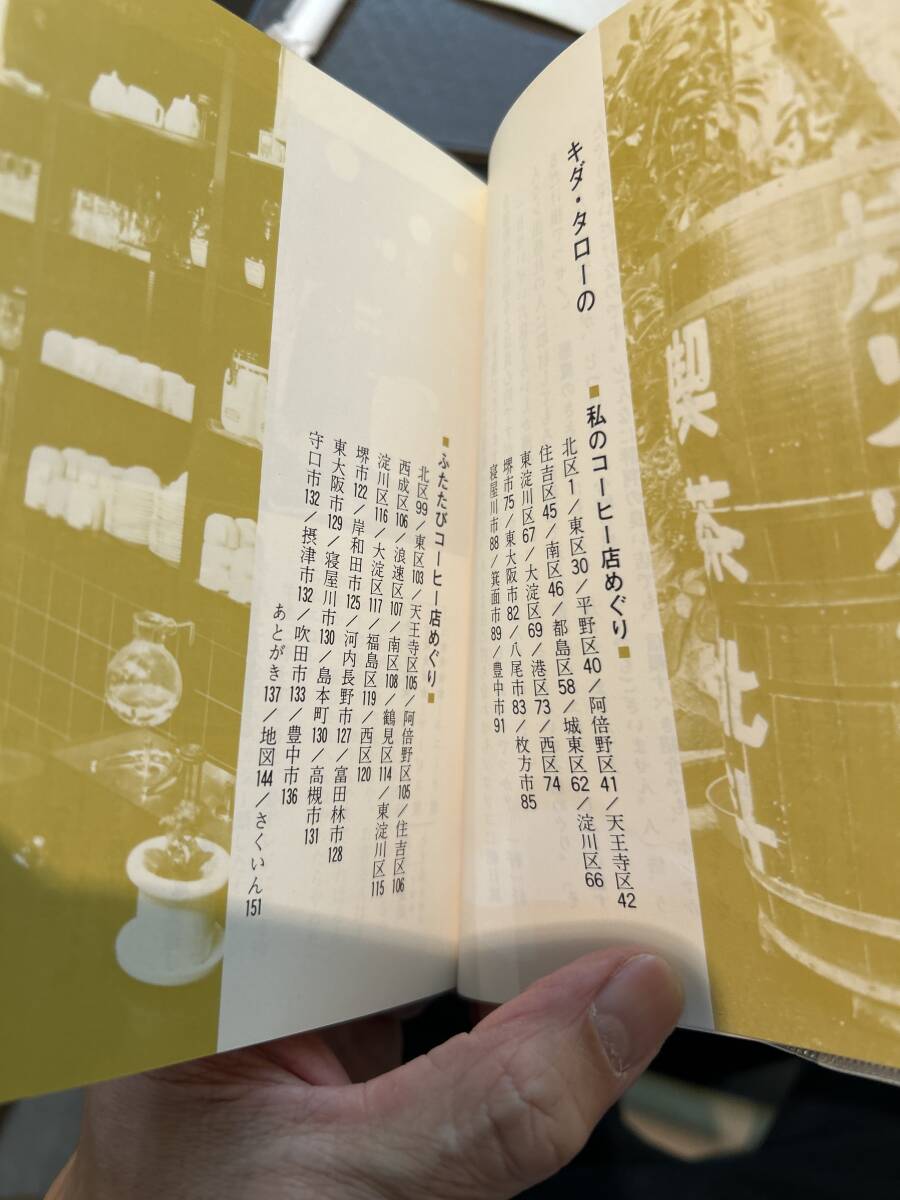 キダ・タローの
■私のコーヒー店めぐり■
北区1／東区30／平野区40／阿倍野区41／天王寺区42
住吉区45／南区46／都島区58／城東区62／淀川区66
東淀川区67／大淀区69／港区73／西区74
堺市75／東大阪市82／八尾市83／枚方市85
寝屋川市88／箕面市89／豊中市91
■ふたたびコーヒー店めぐり■
北区99／東区103／天王寺区105／阿倍野区105／住吉区106
西成区106／浪速区107／南区108／鶴見区114／東淀川区115
淀川区116／大淀区117／福島区119／西区120
堺市122／岸和田市125／河内長野市127／富田林市128
東大阪市129／寝屋川市130／島本町130／高槻市131
守口市132／摂津市132／吹田市133／豊中市136
あとがき137／地図144／さくいん151
喫茶